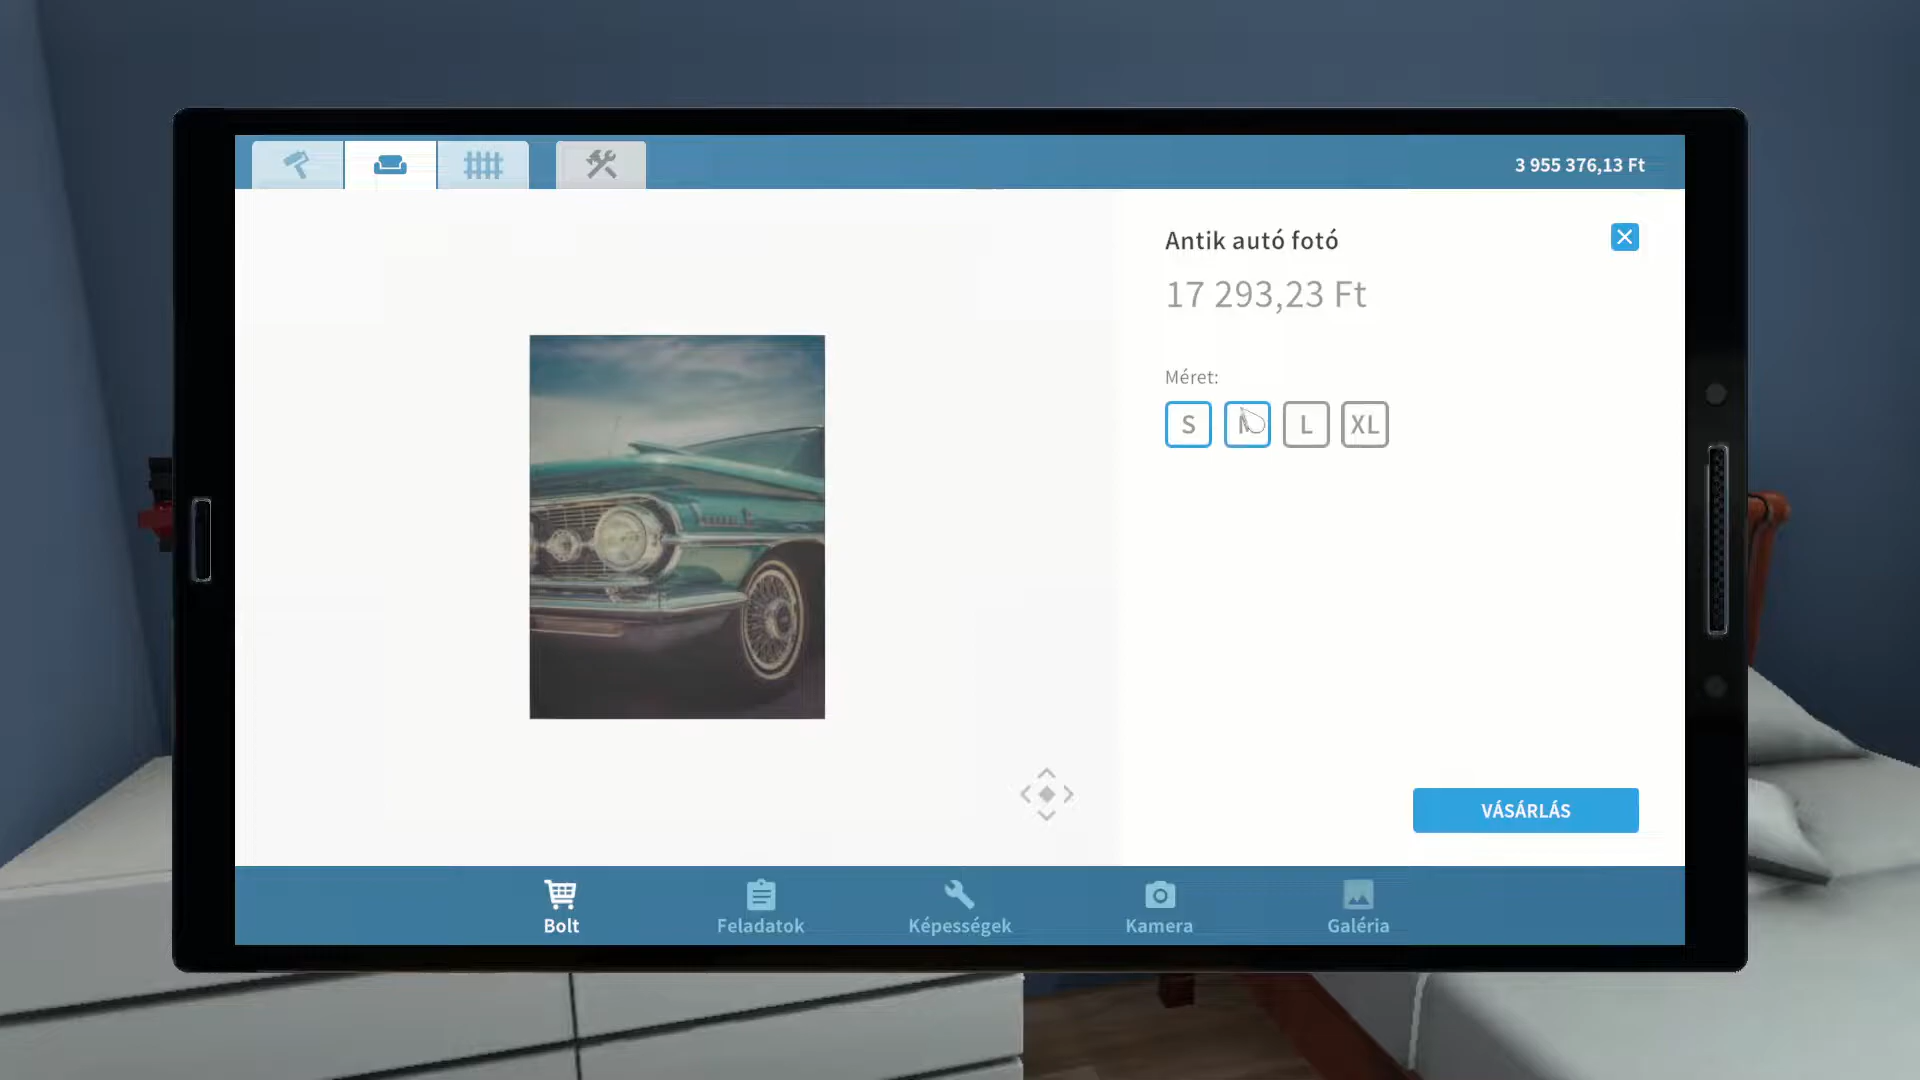 3 955 376,13 Ft
Antik autó fotó
17 293,23 Ft
Méret:
S L XL
VÁSÁRLÁS
Bolt Feladatok Képességek Kamera Galéria